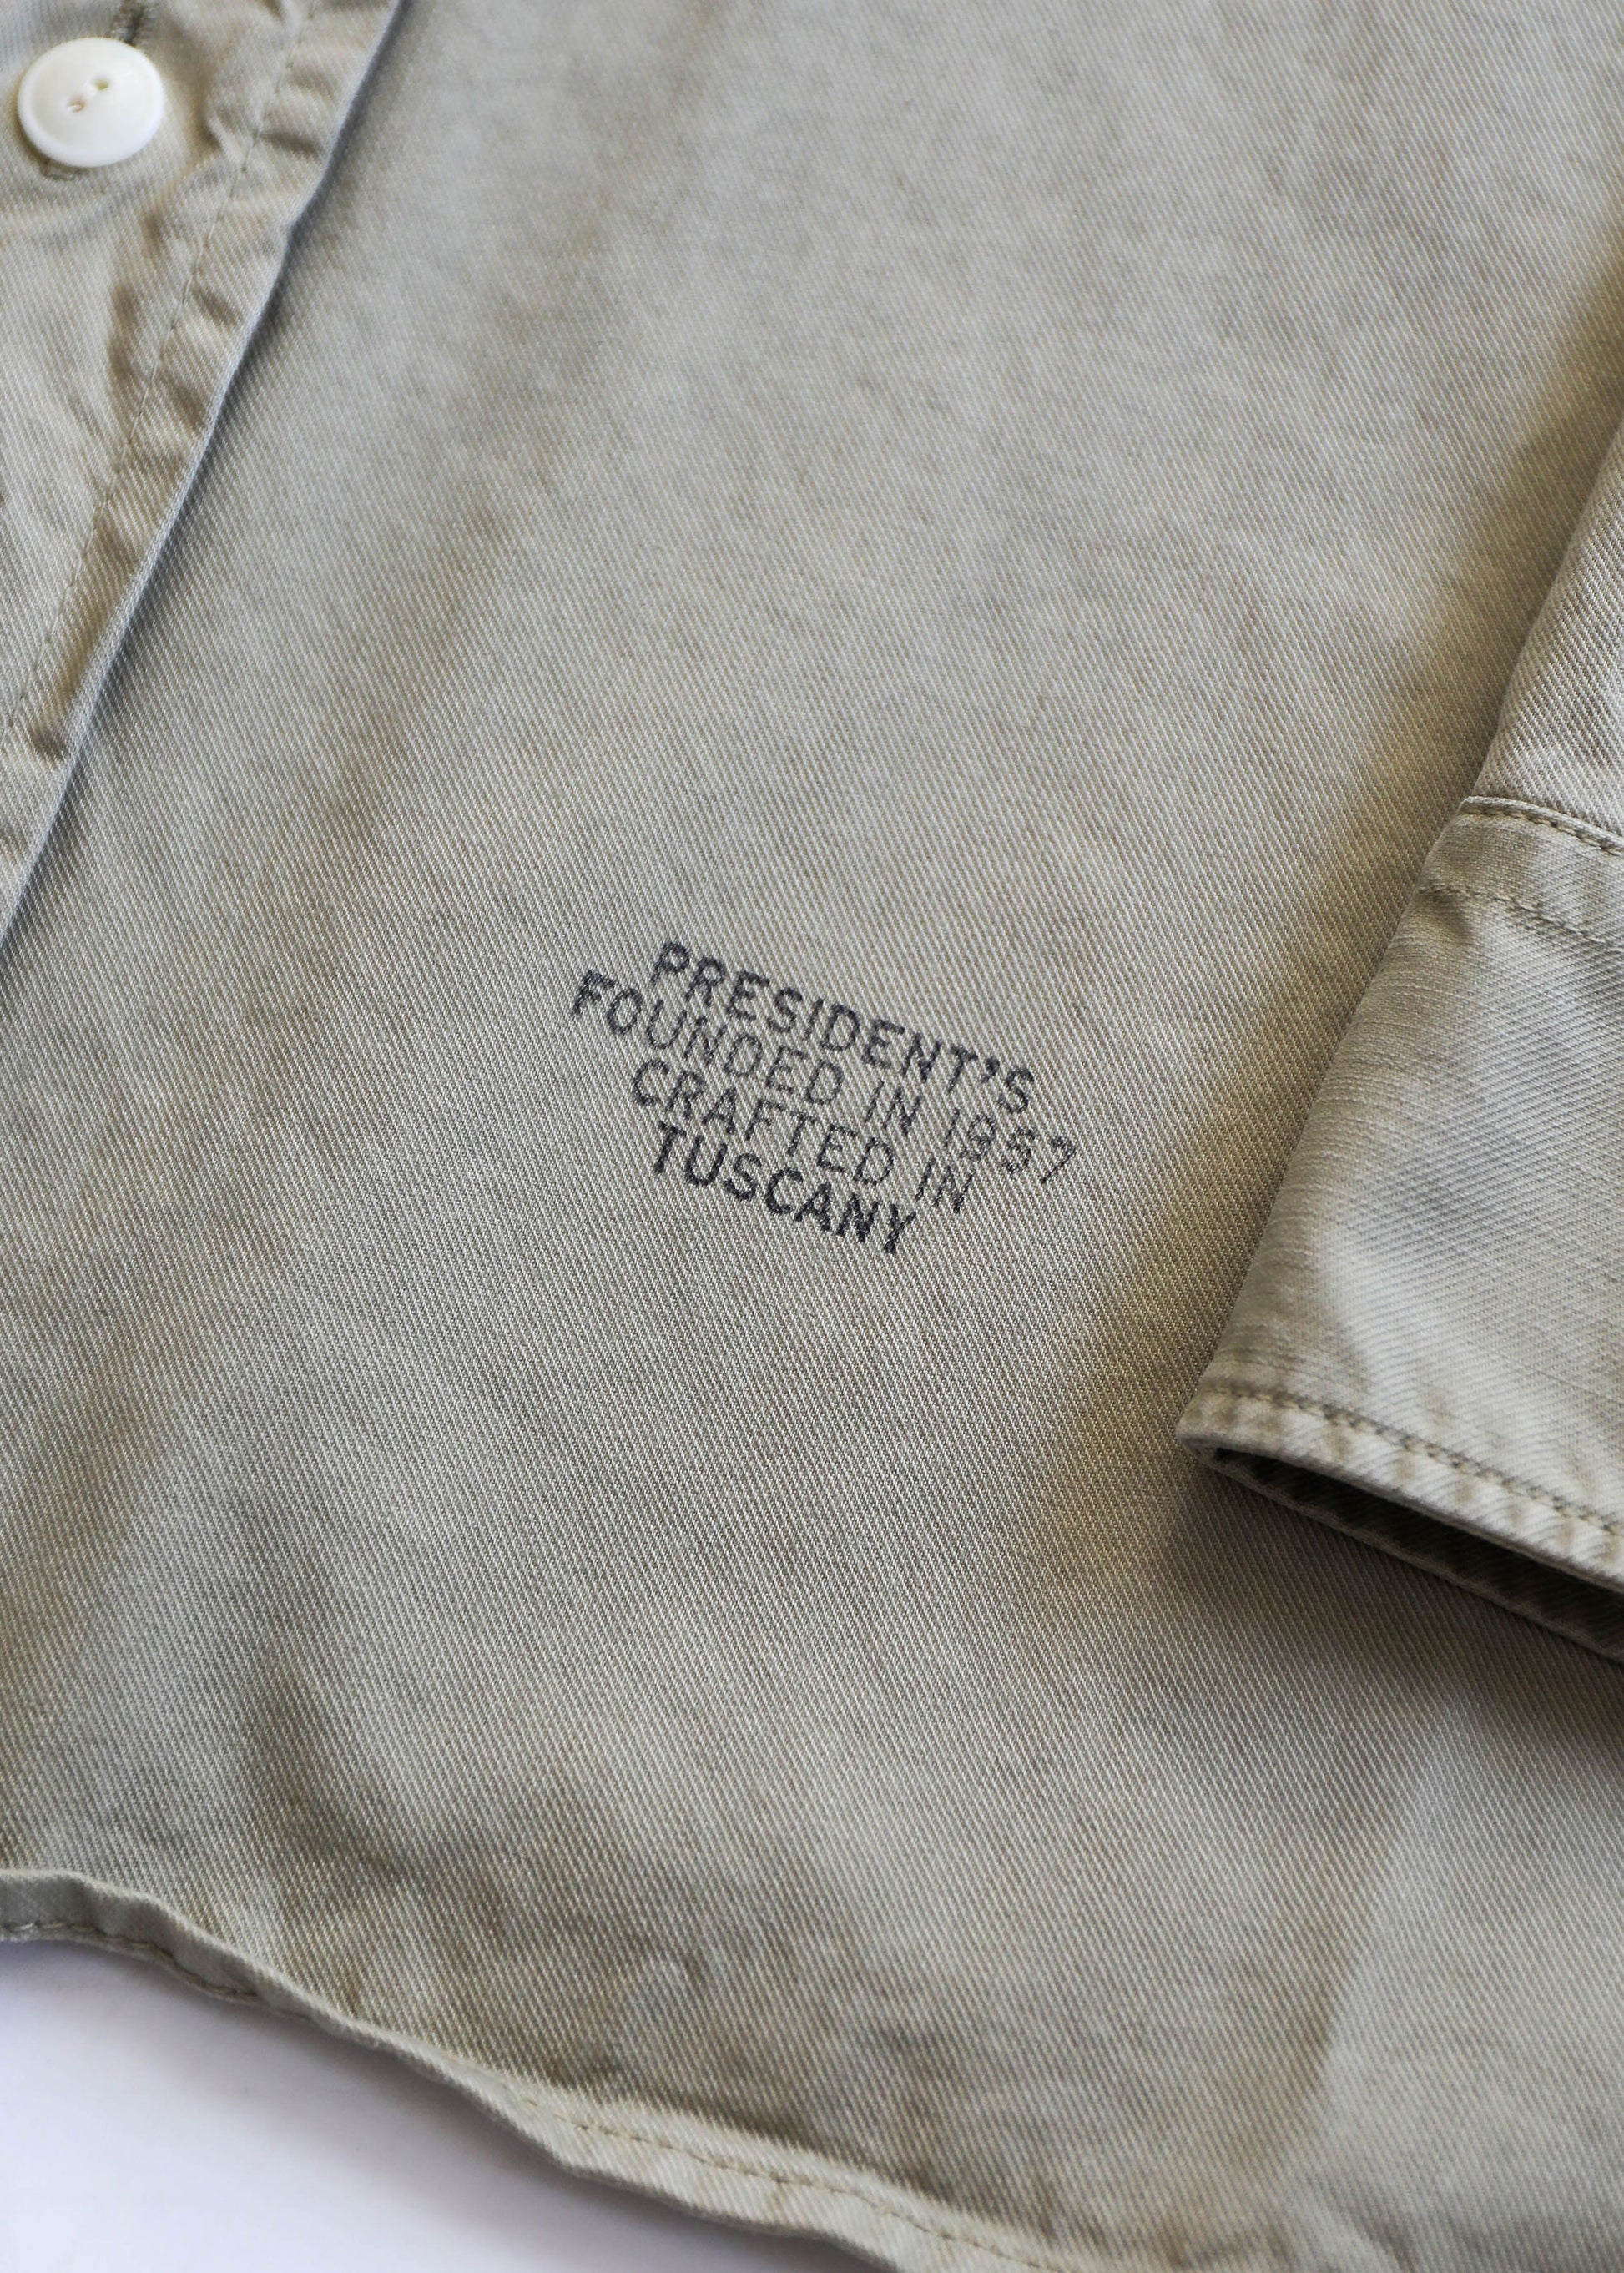 PRESIDENT'S
FOUNDED IN 1957
CRAFTED IN
TUSCANY